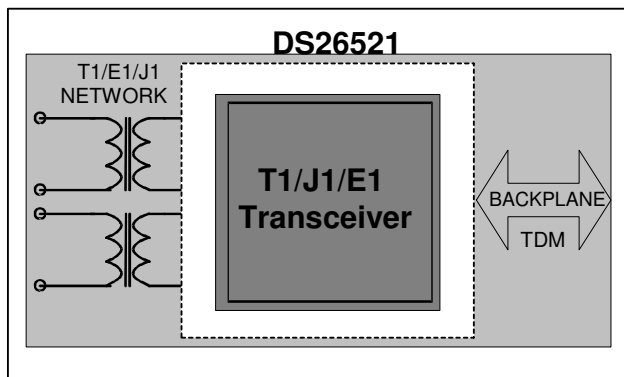 DS26521
T1/E1/J1
NETWORK
T1/J1/E1
Transceiver
BACKPLANE
TDM